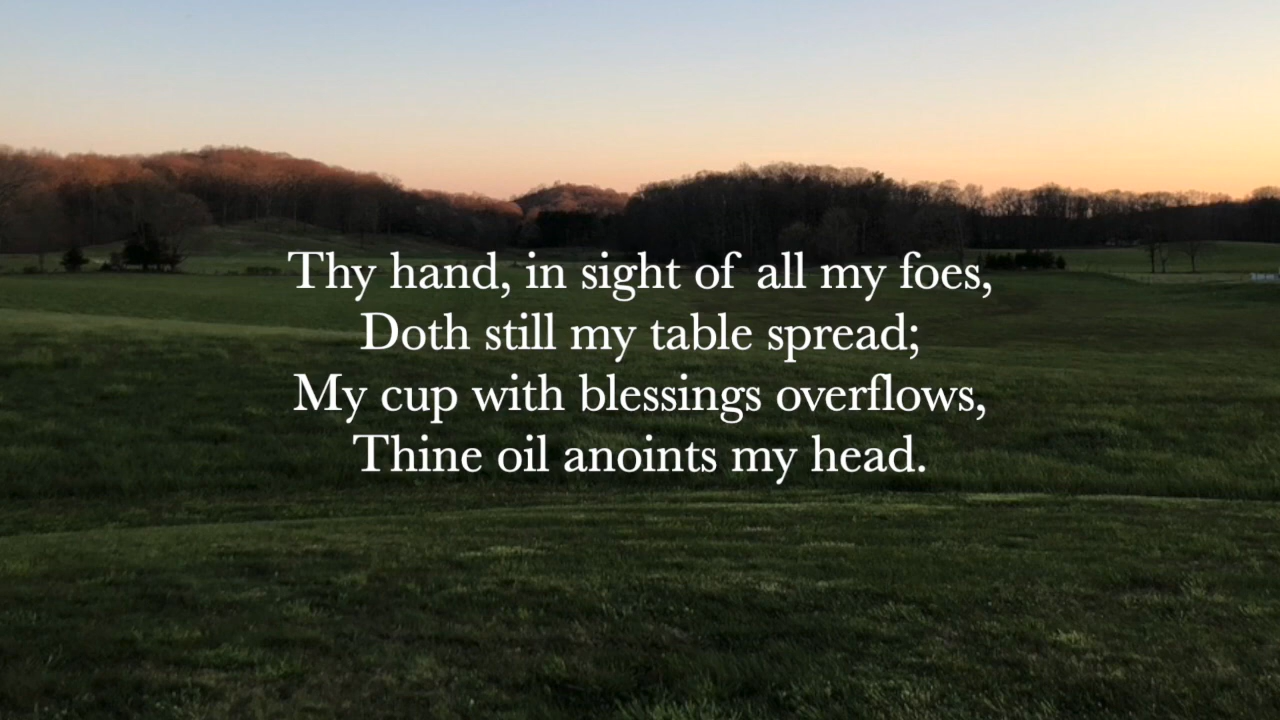 Thy hand, in sight of all my foes,
Doth still my table spread;
My cup with blessings overflows,
Thine oil anoints my head.